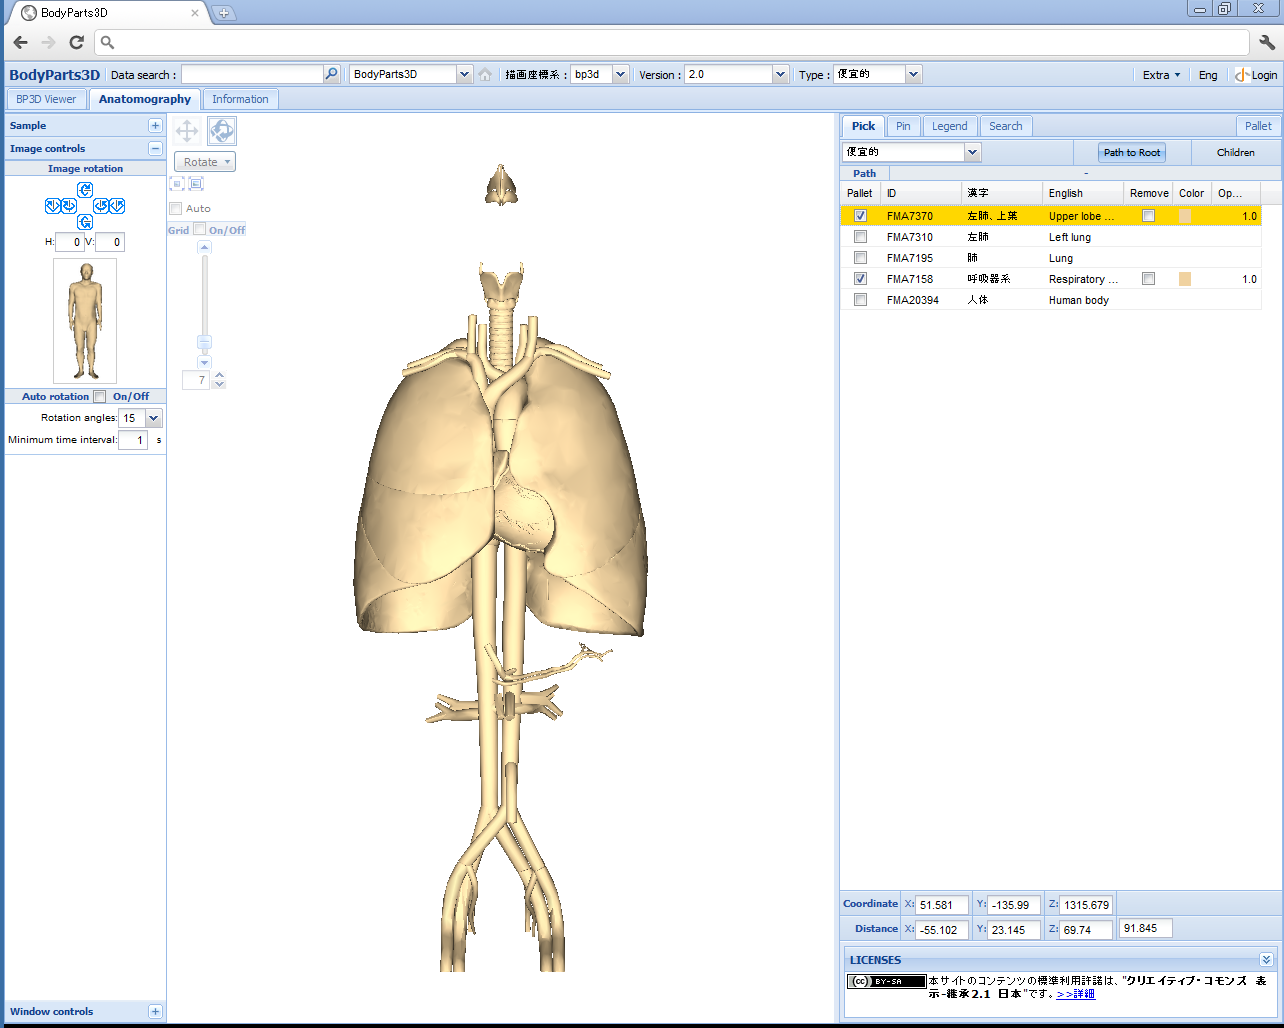 BodyParts3D
BodyParts3D Data search : BodyParts3D 描画座標系 : bp3d Version : 2.0 Type : 便宜的 Extra Eng Login
BP3D Viewer Anatomography Information
Sample
Image controls
Image rotation
H: 0 V: 0
Auto rotation On/Off
Rotation angles: 15
Minimum time interval: 1 s
Window controls
Rotate
Auto
Grid On/Off
7
Pick Pin Legend Search Pallet
便宜的 Path to Root Children
Path -
Pallet ID 漢字 English Remove Color Op...
FMA7370 左肺、上葉 Upper lobe ... 1.0
FMA7310 左肺 Left lung
FMA7195 肺 Lung
FMA7158 呼吸器系 Respiratory ... 1.0
FMA20394 人体 Human body
Coordinate X: 51.581 Y: -135.99 Z: 1315.679
Distance X: -55.102 Y: 23.145 Z: 69.74 91.845
LICENSES
(cc) BY-SA 本サイトのコンテンツの標準利用許諾は、"クリエイティブ・コモンズ 表
示-継承2.1 日本"です。>>詳細